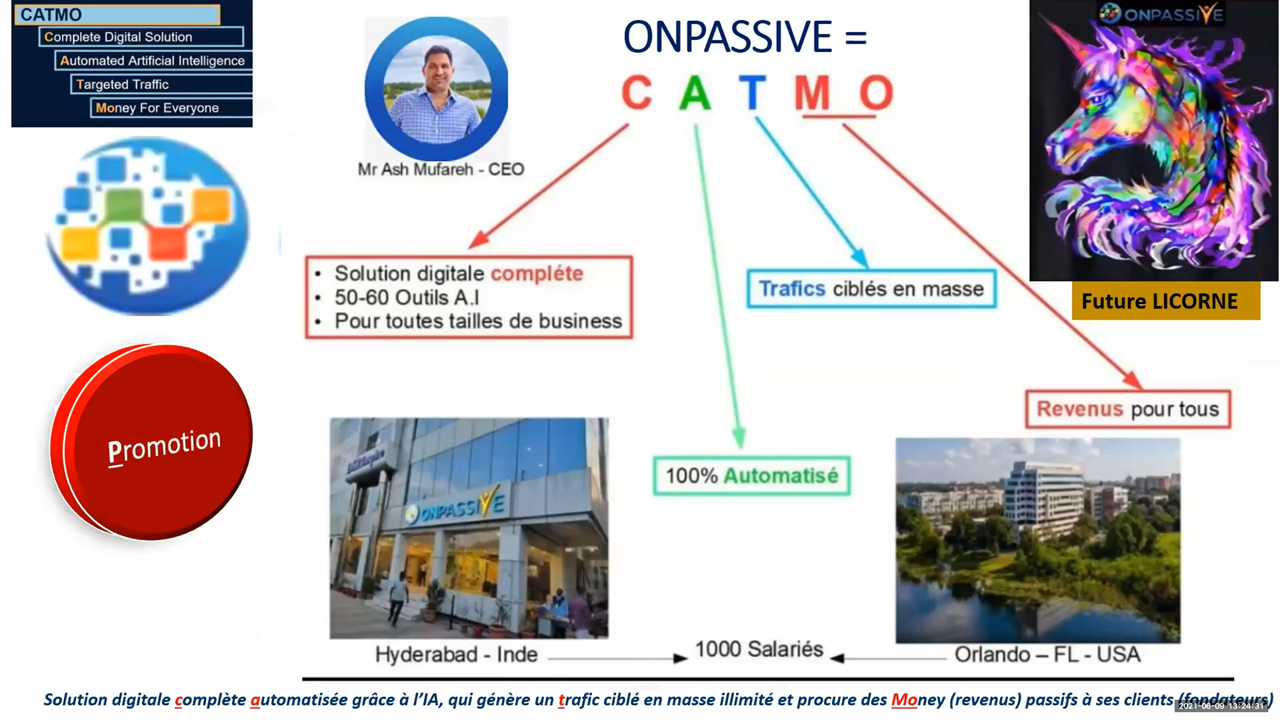 CATMO
Complete Digital Solution
Automated Artificial Intelligence
Targeted Traffic
Money For Everyone
ONPASSIVE =
C A T M O
Mr Ash Mufareh - CEO
ONPASSIVE
Future LICORNE
• Solution digitale compléte
• 50-60 Outils A.I
• Pour toutes tailles de business
Trafics ciblés en masse
Revenus pour tous
100% Automatisé
Promotion
ONPASSIVE
Hyderabad - Inde
1000 Salariés
Orlando – FL - USA
Solution digitale complète automatisée grâce à l'IA, qui génère un trafic ciblé en masse illimité et procure des Money (revenus) passifs à ses clients (fondateurs)
2021-06-09 13:24:31